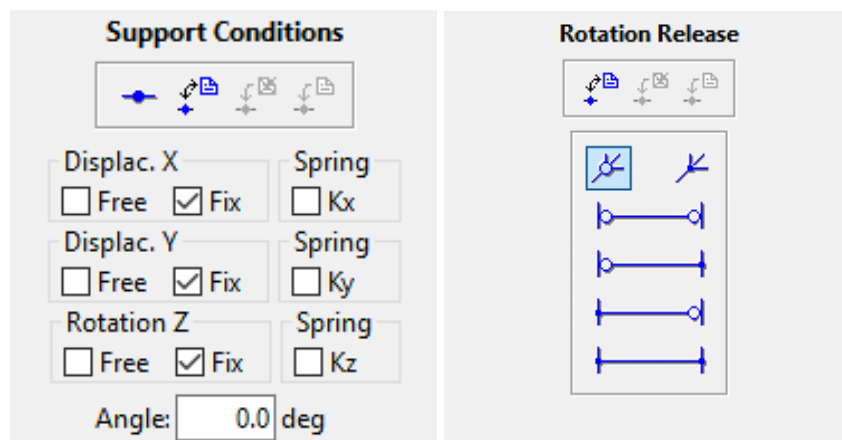 Support Conditions
Displac. X Spring
Free Fix Kx
Displac. Y Spring
Free Fix Ky
Rotation Z Spring
Free Fix Kz
Angle: 0.0 deg
Rotation Release